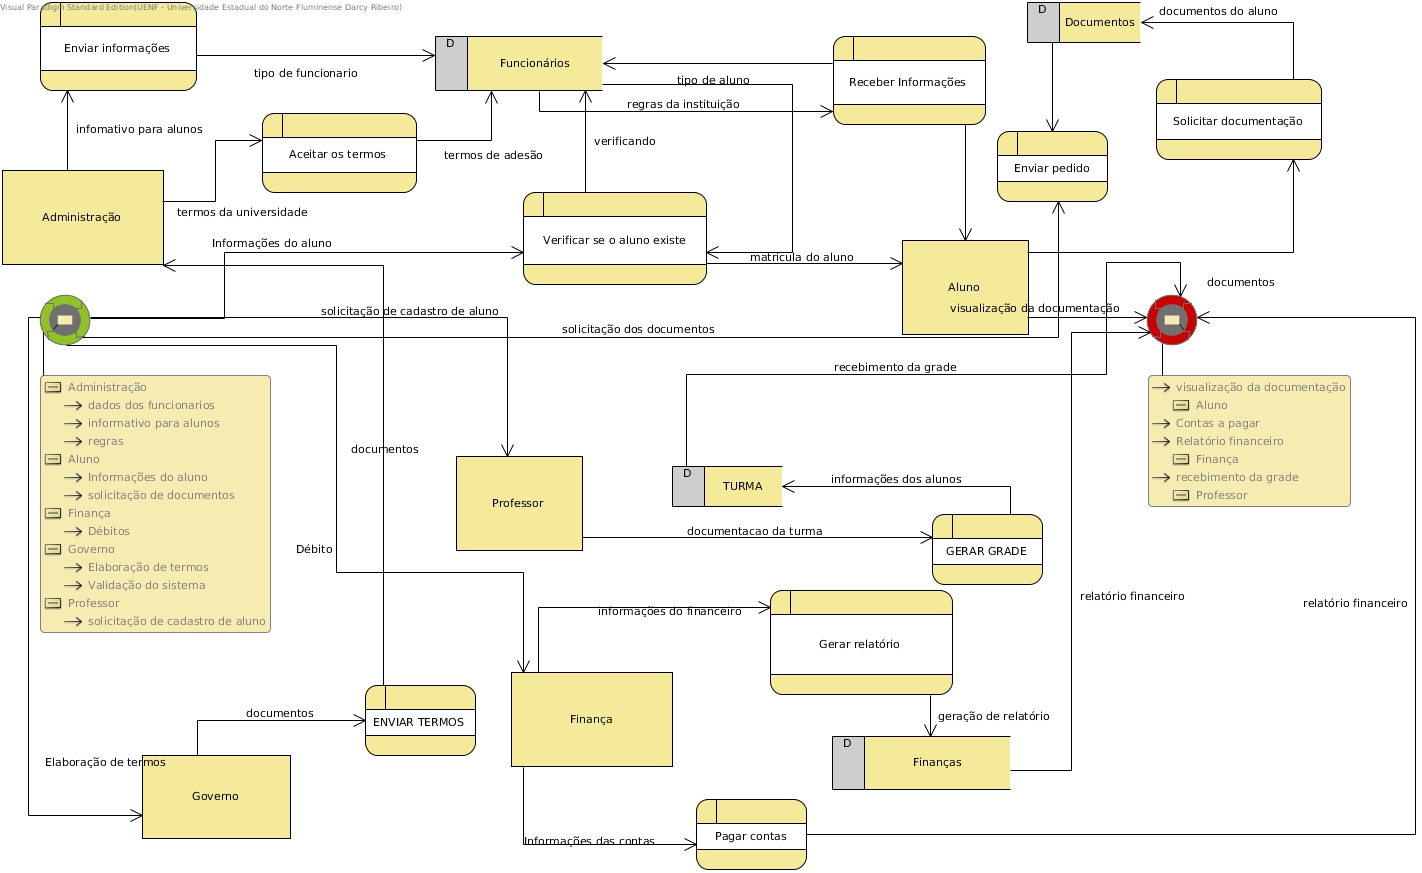 Visual Paradigm Standard Edition(UENF - Universidade Estadual do Norte Fluminense Darcy Ribeiro)
Enviar informações
tipo de funcionario
D
Funcionários
tipo de aluno
regras da instituição
Receber Informações
D
Documentos
documentos do aluno
Solicitar documentação
Enviar pedido
infomativo para alunos
Aceitar os termos
termos de adesão
verificando
Administração
termos da universidade
Informações do aluno
Verificar se o aluno existe
matricula do aluno
Aluno
visualização da documentação
documentos
solicitação de cadastro de aluno
solicitação dos documentos
recebimento da grade
Administração
dados dos funcionarios
informativo para alunos
regras
Aluno
Informações do aluno
solicitação de documentos
Finança
Débitos
Governo
Elaboração de termos
Validação do sistema
Professor
solicitação de cadastro de aluno
visualização da documentação
Aluno
Contas a pagar
Relatório financeiro
Finança
recebimento da grade
Professor
documentos
Professor
D
TURMA
informações dos alunos
documentacao da turma
GERAR GRADE
Débito
informações do financeiro
relatório financeiro
relatório financeiro
Gerar relatório
geração de relatório
Finança
D
Finanças
documentos
ENVIAR TERMOS
Elaboração de termos
Governo
Informações das contas
Pagar contas